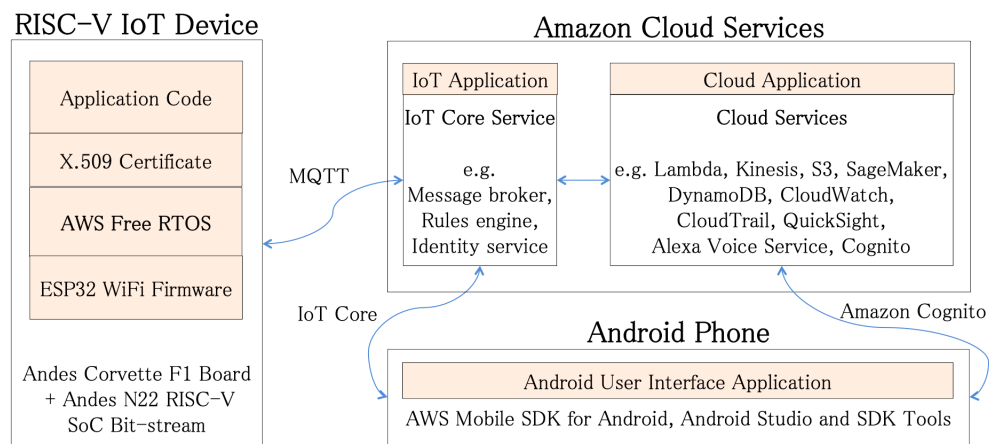 RISC-V IoT Device
Application Code
X.509 Certificate
AWS Free RTOS
ESP32 WiFi Firmware
Andes Corvette F1 Board
+ Andes N22 RISC-V
SoC Bit-stream
MQTT
Amazon Cloud Services
IoT Application
IoT Core Service
e.g.
Message broker,
Rules engine,
Identity service
Cloud Application
Cloud Services
e.g. Lambda, Kinesis, S3, SageMaker,
DynamoDB, CloudWatch,
CloudTrail, QuickSight,
Alexa Voice Service, Cognito
IoT Core
Amazon Cognito
Android Phone
Android User Interface Application
AWS Mobile SDK for Android, Android Studio and SDK Tools